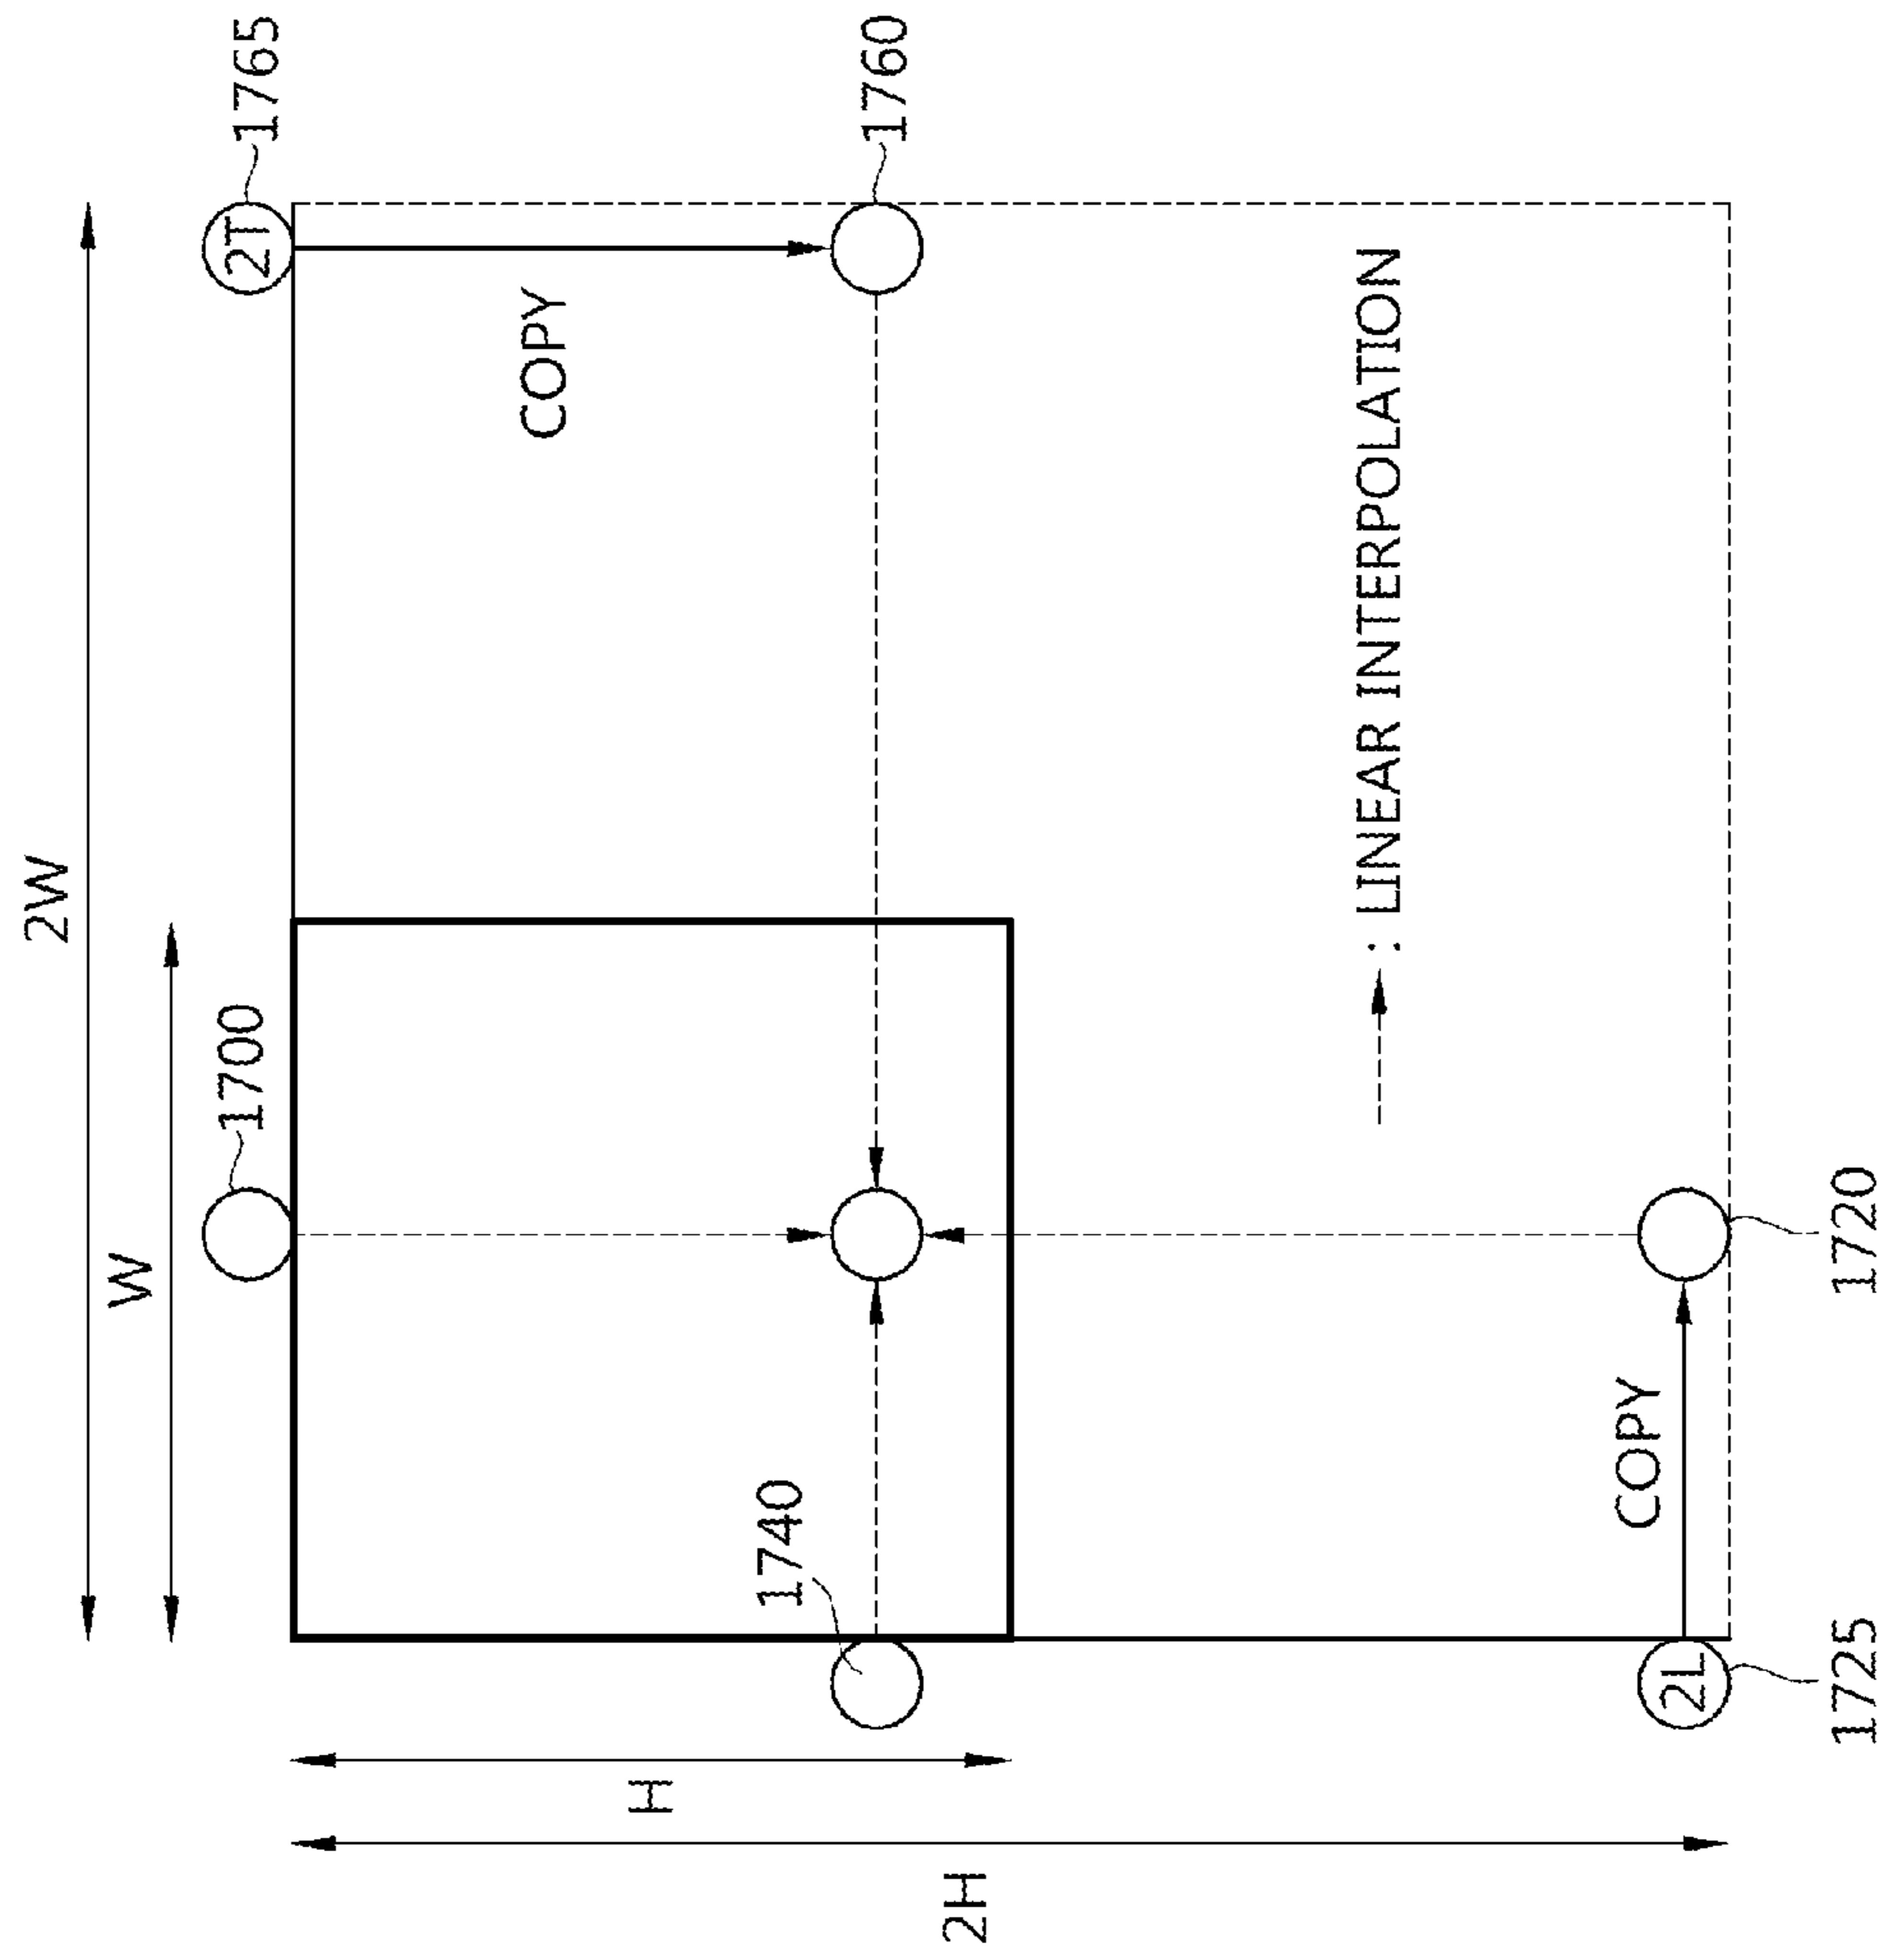 2W
W
1700
2T
1765
COPY
1740
1760
H
2H
: LINEAR INTERPOLATION
COPY
2L
1725
1720